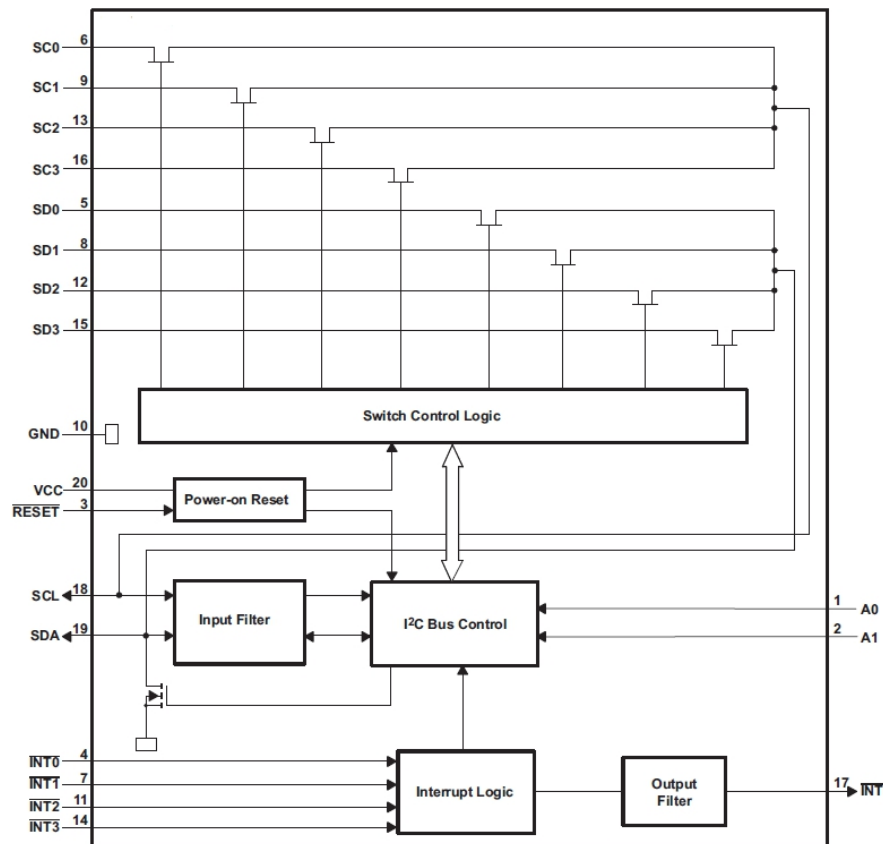 SC0 6
SC1 9
SC2 13
SC3 16
SD0 5
SD1 8
SD2 12
SD3 15
Switch Control Logic
GND 10
VCC 20
RESET 3
Power-on Reset
SCL 18
SDA 19
Input Filter
I²C Bus Control
1 A0
2 A1
INT0 4
INT1 7
INT2 11
INT3 14
Interrupt Logic
Output
Filter
17 INT